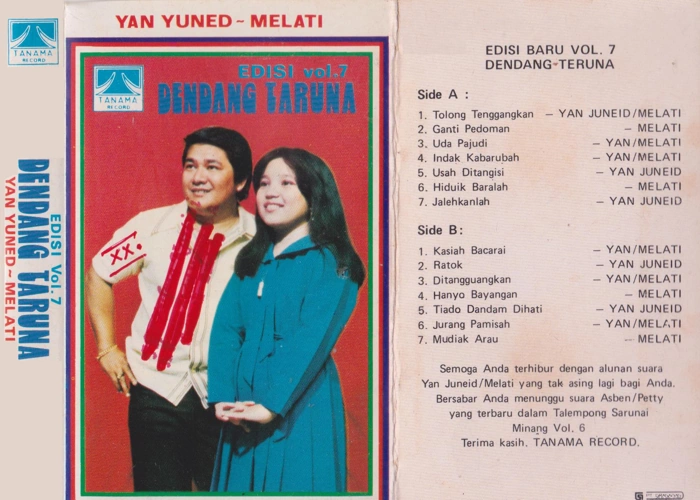 TANAMA
RECORD
EDISI Vol. 7
DENDANG TARUNA
YAN YUNED ~ MELATI
YAN YUNED ~ MELATI
TANAMA
RECORD
EDISI vol.7
DENDANG TARUNA
XX.
EDISI BARU VOL. 7
DENDANG-TERUNA
Side A :
1. Tolong Tenggangkan – YAN JUNEID/MELATI
2. Ganti Pedoman – MELATI
3. Uda Pajudi – YAN/MELATI
4. Indak Kabarubah – YAN/MELATI
5. Usah Ditangisi – YAN JUNEID
6. Hiduik Baralah – MELATI
7. Jalehkanlah – YAN JUNEID
Side B :
1. Kasiah Bacarai – YAN/MELATI
2. Ratok – YAN JUNEID
3. Ditangguangkan – YAN/MELATI
4. Hanyo Bayangan – MELATI
5. Tiado Dandam Dihati – YAN JUNEID
6. Jurang Pamisah – YAN/MELATI
7. Mudiak Arau – MELATI
Semoga Anda terhibur dengan alunan suara
Yan Juneid/Melati yang tak asing lagi bagi Anda.
Bersabar Anda menunggu suara Asben/Petty
yang terbaru dalam Talempong Sarunai
Minang Vol. 6
Terima kasih. TANAMA RECORD.